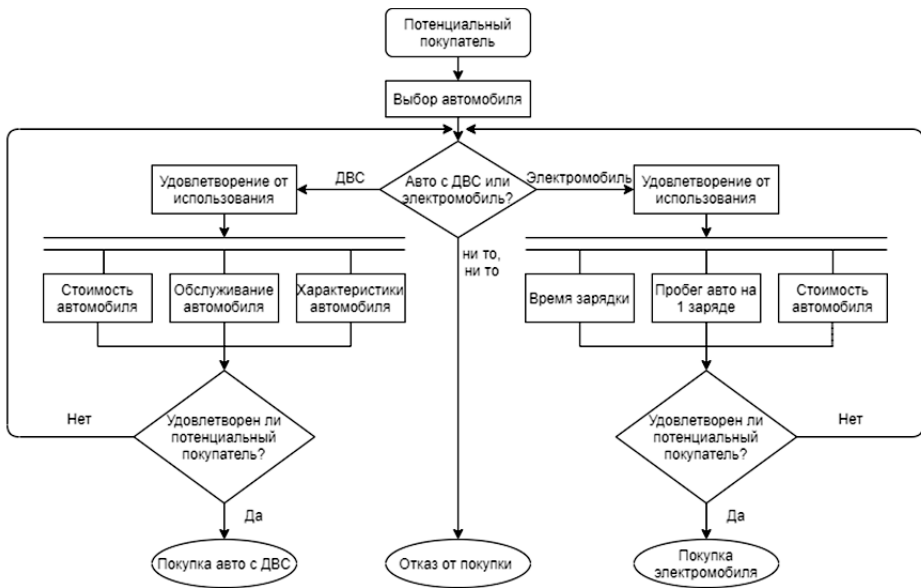 Потенциальный
покупатель
Выбор автомобиля
ДВС
Авто с ДВС или
электромобиль?
Электромобиль
Удовлетворение от
использования
Удовлетворение от
использования
ни то,
ни то
Стоимость
автомобиля
Обслуживание
автомобиля
Характеристики
автомобиля
Время зарядки
Пробег авто на
1 заряде
Стоимость
автомобиля
Нет
Удовлетворен ли
потенциальный
покупатель?
Удовлетворен ли
потенциальный
покупатель?
Нет
Да
Да
Покупка авто с ДВС
Отказ от покупки
Покупка
электромобиля